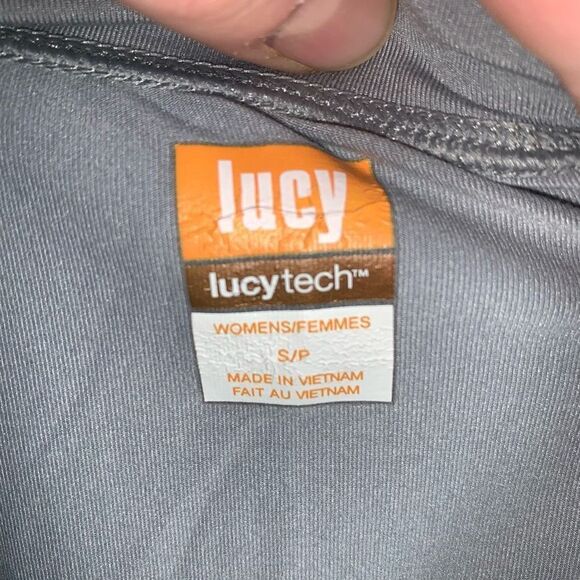 lucy
lucytech™
WOMENS/FEMMES
S/P
MADE IN VIETNAM
FAIT AU VIETNAM